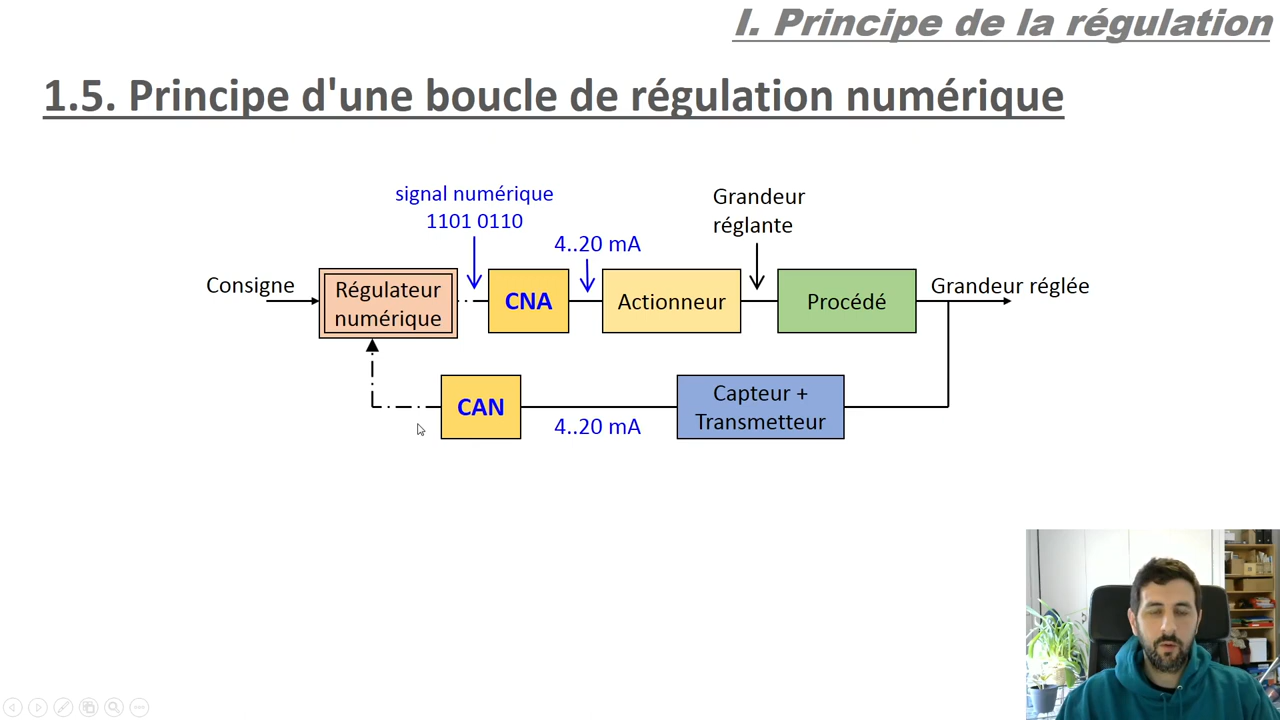 I. Principe de la régulation
1.5. Principe d'une boucle de régulation numérique
signal numérique
1101 0110
4..20 mA
Grandeur
réglante
Consigne
Régulateur
numérique
CNA
Actionneur
Procédé
Grandeur réglée
CAN
4..20 mA
Capteur +
Transmetteur